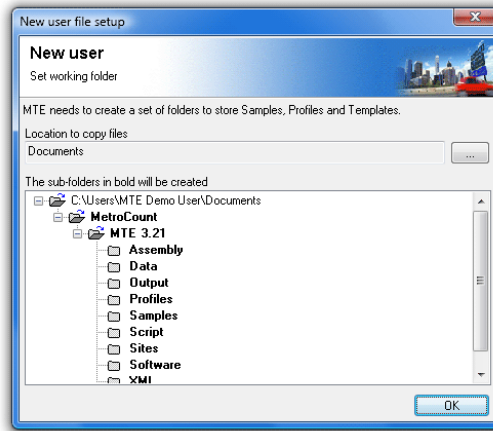 New user file setup
New user
Set working folder
MTE needs to create a set of folders to store Samples, Profiles and Templates.
Location to copy files
Documents
...
The sub-folders in bold will be created
C:\Users\MTE Demo User\Documents
MetroCount
MTE 3.21
Assembly
Data
Output
Profiles
Samples
Script
Sites
Software
XML
OK